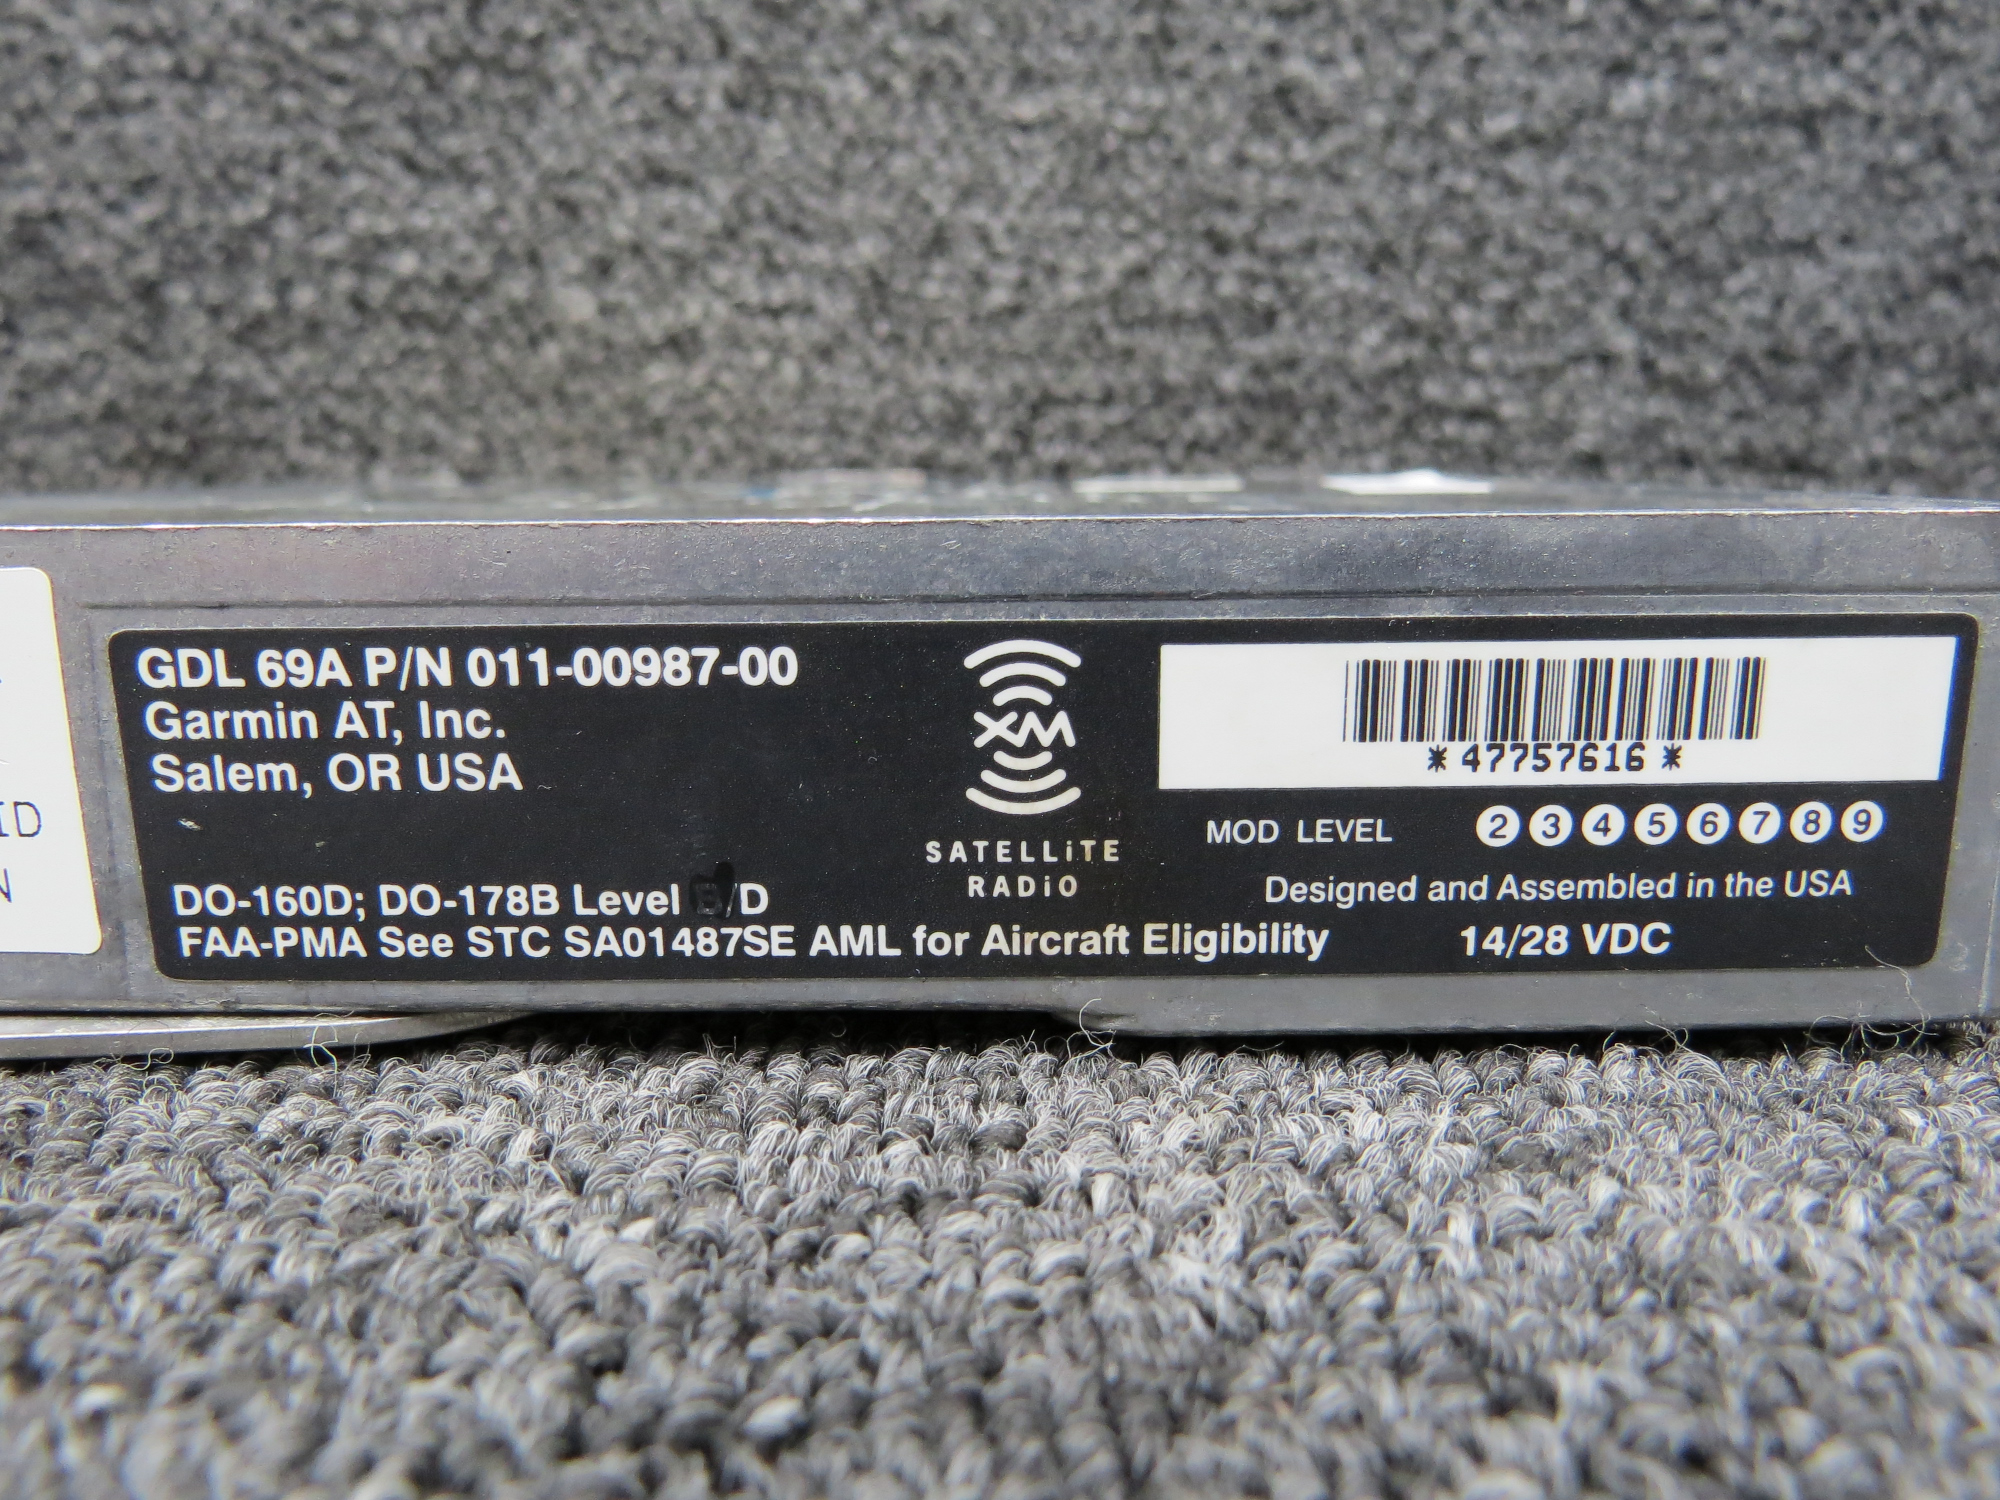 GDL 69A P/N 011-00987-00
Garmin AT, Inc.
Salem, OR USA
DO-160D; DO-178B Level D
FAA-PMA See STC SA01487SE AML for Aircraft Eligibility
XM
SATELLiTE
RADiO
*47757616*
MOD LEVEL 2 3 4 5 6 7 8 9
Designed and Assembled in the USA
14/28 VDC
ID
N